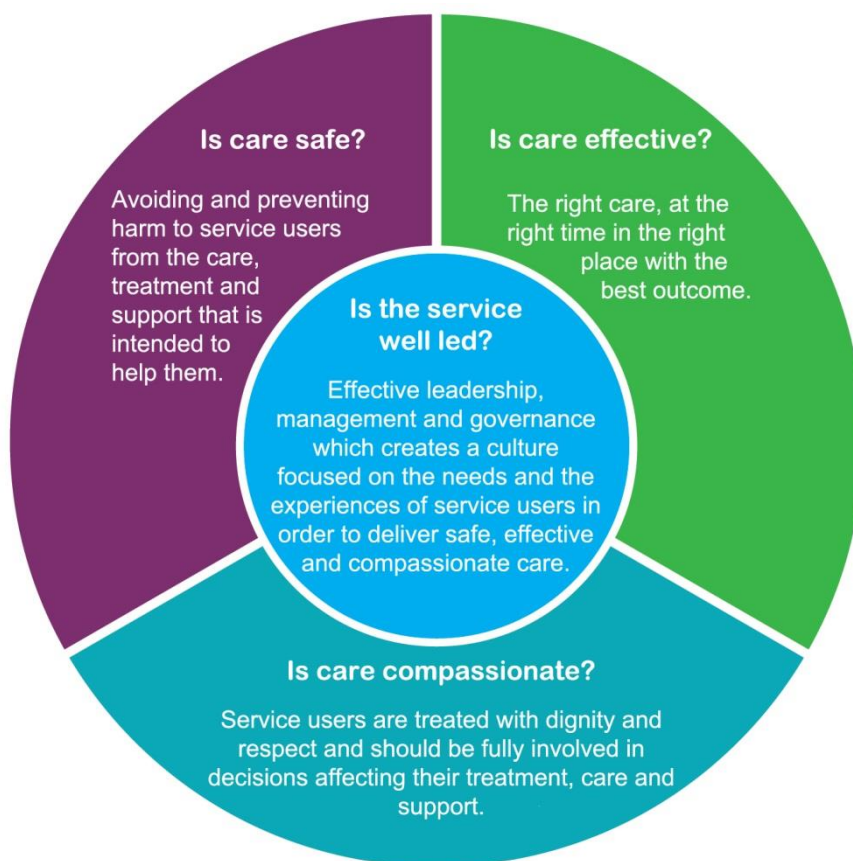 Is care safe?
Avoiding and preventing
harm to service users
from the care,
treatment and
support that is
intended to
help them.
Is care effective?
The right care, at the
right time in the right
place with the
best outcome.
Is the service
well led?
Effective leadership,
management and governance
which creates a culture
focused on the needs and the
experiences of service users in
order to deliver safe, effective
and compassionate care.
Is care compassionate?
Service users are treated with dignity and
respect and should be fully involved in
decisions affecting their treatment, care and
support.